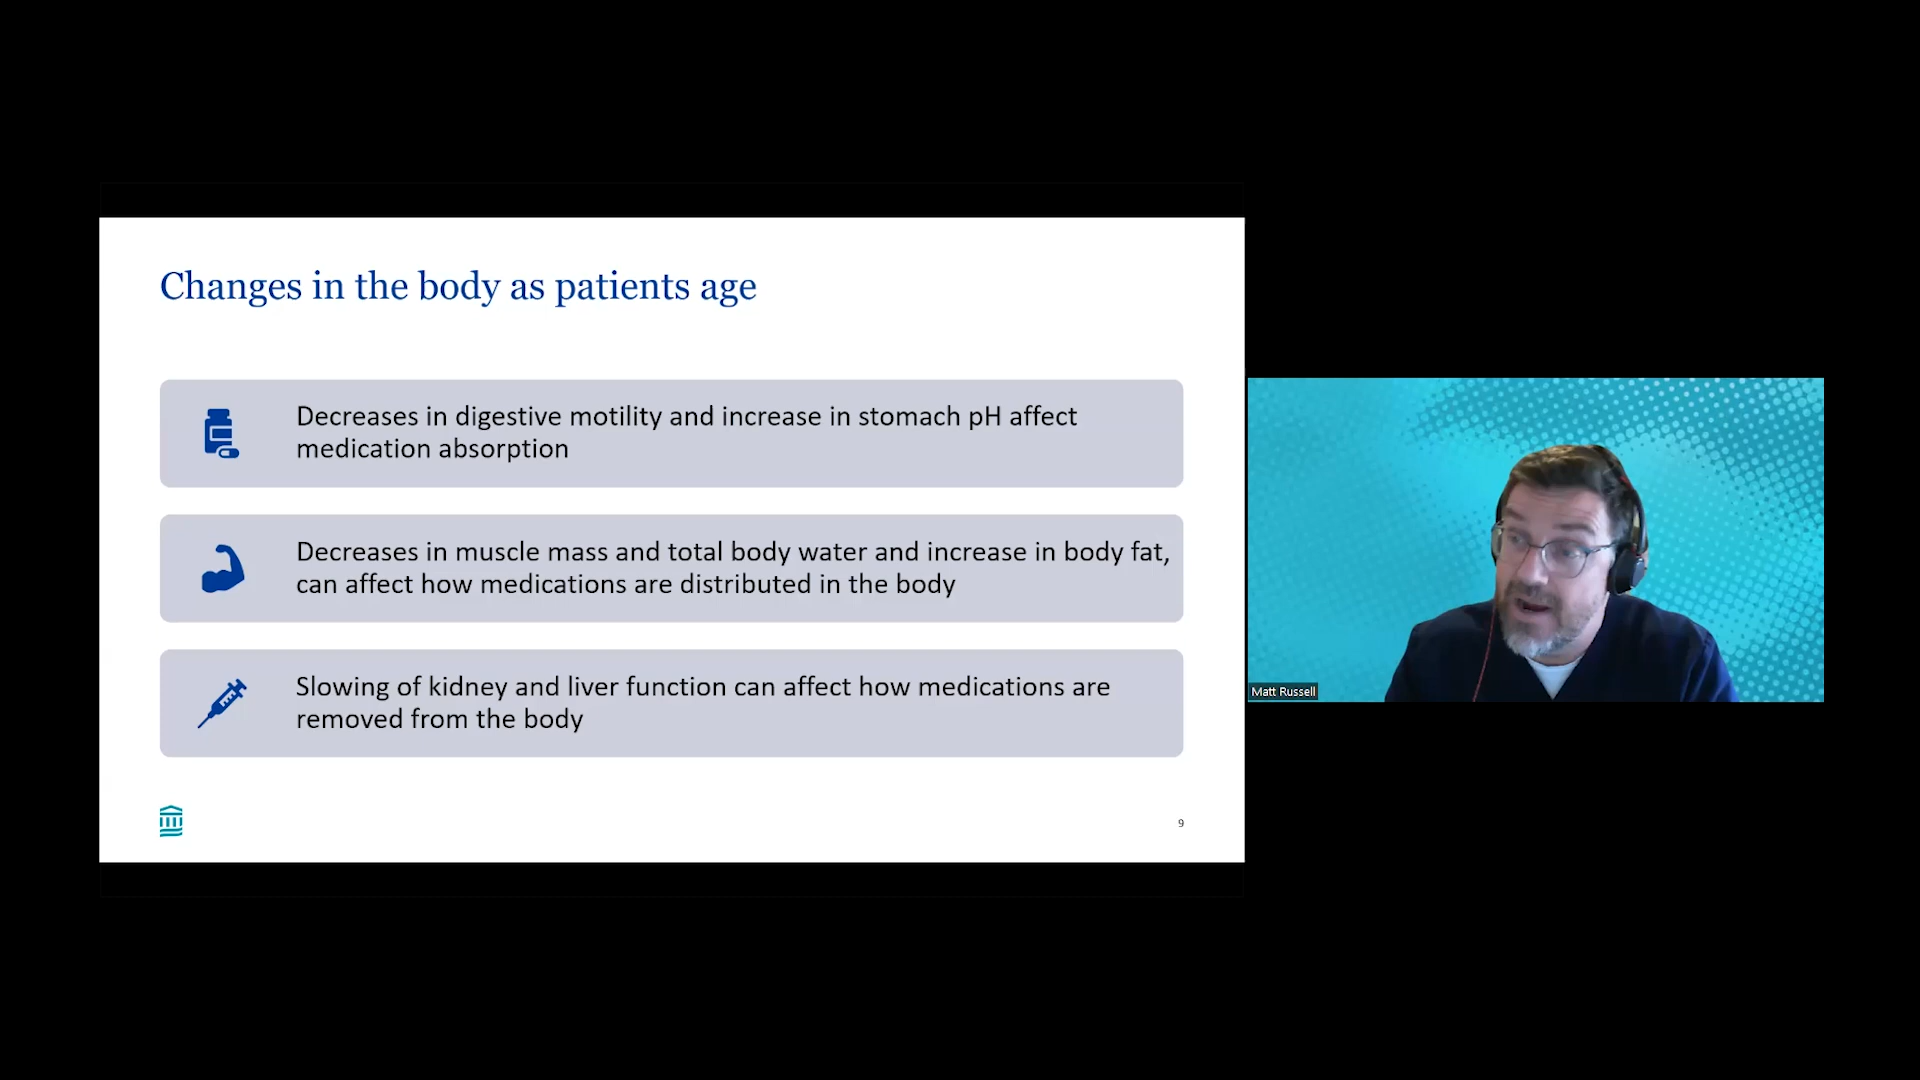 Changes in the body as patients age
Decreases in digestive motility and increase in stomach pH affect
medication absorption
Decreases in muscle mass and total body water and increase in body fat,
can affect how medications are distributed in the body
Slowing of kidney and liver function can affect how medications are
removed from the body
9
Matt Russell